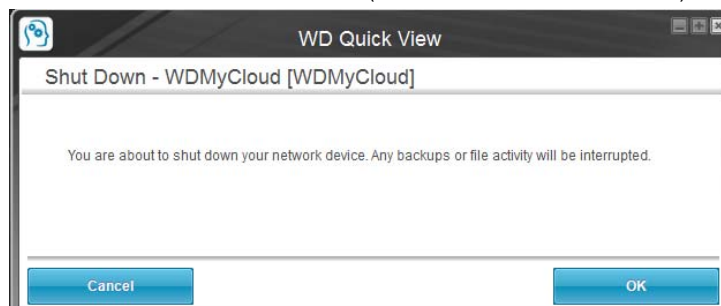 WD Quick View
Shut Down - WDMyCloud [WDMyCloud]
You are about to shut down your network device. Any backups or file activity will be interrupted.
Cancel
OK